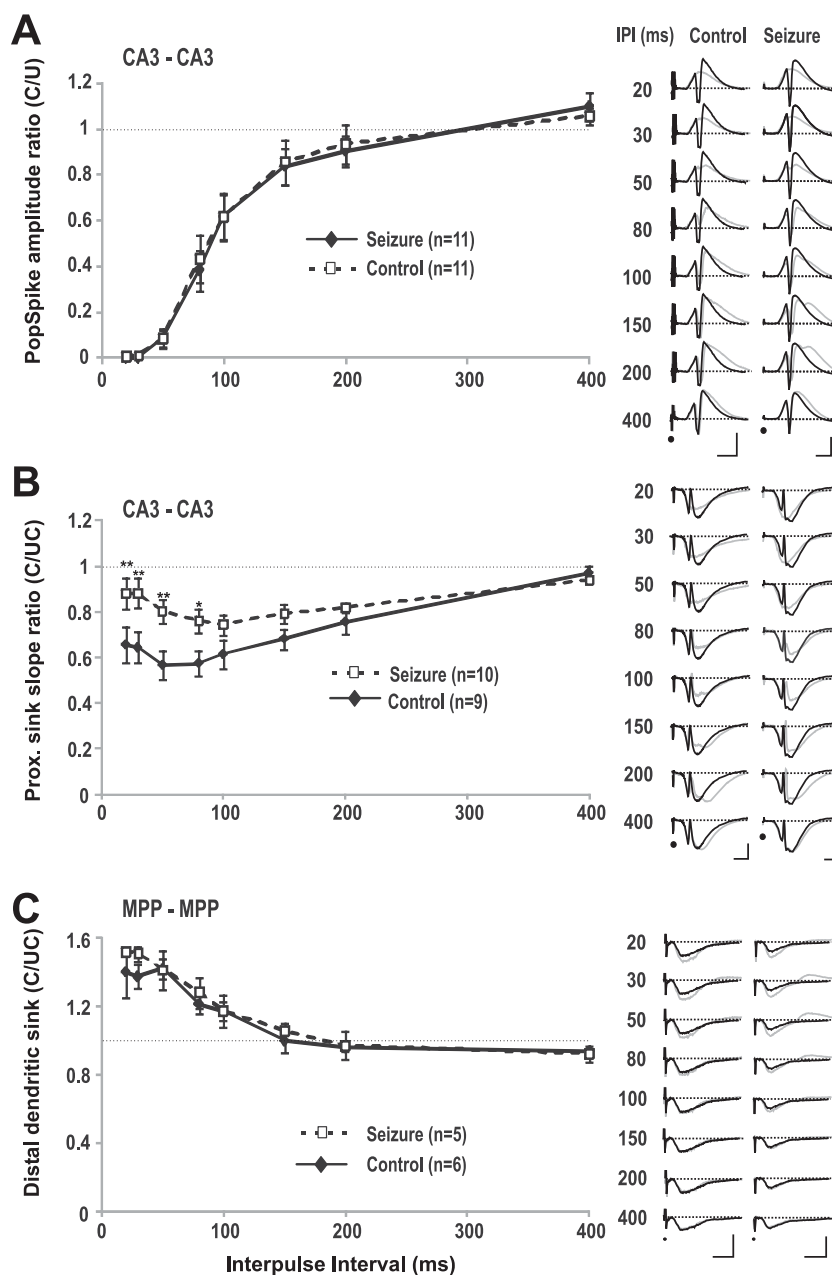 A
CA3 - CA3
IPI (ms) Control Seizure
PopSpike amplitude ratio (C/U)
1.2
1
0.8
0.6
0.4
0.2
0
0 100 200 300 400
Seizure (n=11)
Control (n=11)
20
30
50
80
100
150
200
400
B
CA3 - CA3
Prox. sink slope ratio (C/UC)
1.2
1
0.8
0.6
0.4
0.2
0
0 100 200 300 400
** ** ** *
Seizure (n=10)
Control (n=9)
20
30
50
80
100
150
200
400
C
MPP - MPP
Distal dendritic sink (C/UC)
1.6
1.2
0.8
0.4
0
0 100 200 300 400
Seizure (n=5)
Control (n=6)
Interpulse Interval (ms)
20
30
50
80
100
150
200
400